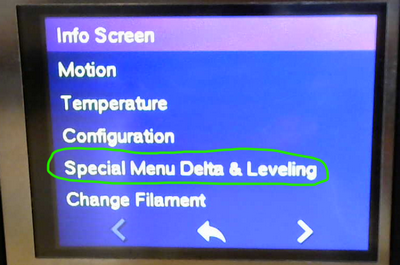 Info Screen
Motion
Temperature
Configuration
Special Menu Delta & Leveling
Change Filament